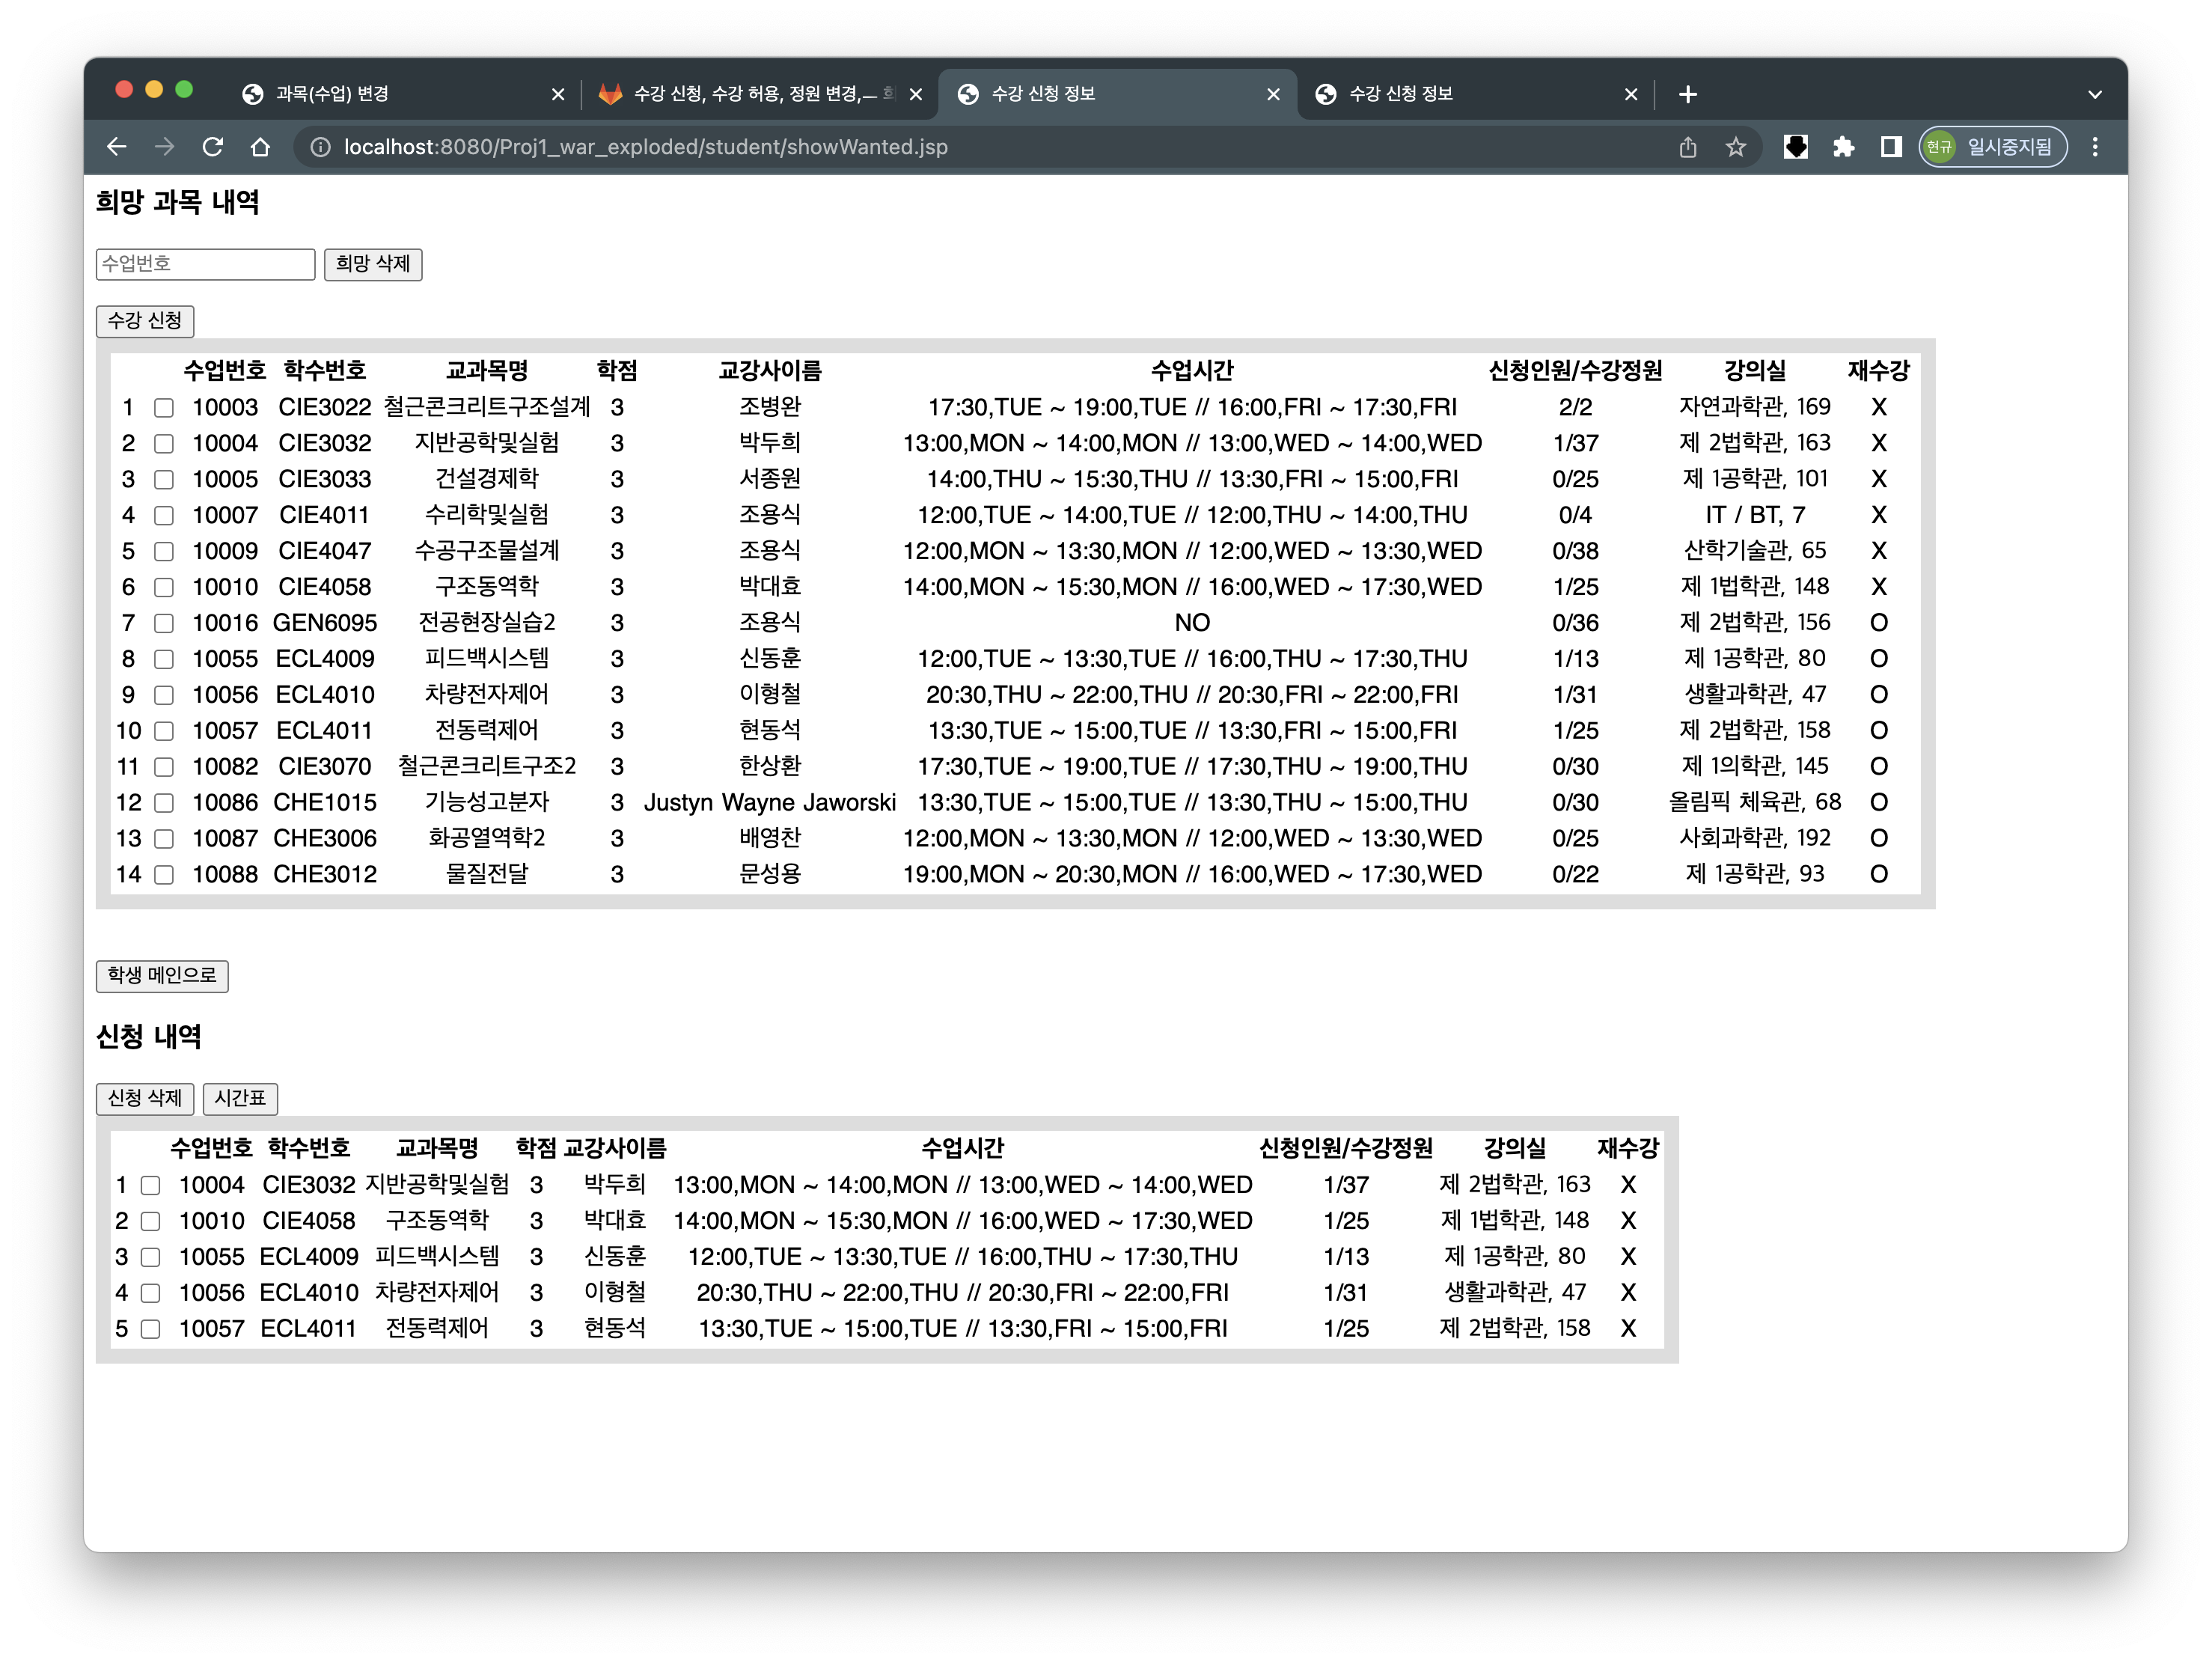 과목(수업) 변경
수강 신청, 수강 허용, 정원 변경,
수강 신청 정보
수강 신청 정보
localhost:8080/Proj1_war_exploded/student/showWanted.jsp
현규 일시중지됨
희망 과목 내역
수업번호 희망 삭제
수강 신청
수업번호 학수번호 교과목명 학점 교강사이름 수업시간 신청인원/수강정원 강의실 재수강
1 10003 CIE3022 철근콘크리트구조설계 3 조병완 17:30,TUE ~ 19:00,TUE // 16:00,FRI ~ 17:30,FRI 2/2 자연과학관, 169 X
2 10004 CIE3032 지반공학및실험 3 박두희 13:00,MON ~ 14:00,MON // 13:00,WED ~ 14:00,WED 1/37 제 2법학관, 163 X
3 10005 CIE3033 건설경제학 3 서종원 14:00,THU ~ 15:30,THU // 13:30,FRI ~ 15:00,FRI 0/25 제 1공학관, 101 X
4 10007 CIE4011 수리학및실험 3 조용식 12:00,TUE ~ 14:00,TUE // 12:00,THU ~ 14:00,THU 0/4 IT / BT, 7 X
5 10009 CIE4047 수공구조물설계 3 조용식 12:00,MON ~ 13:30,MON // 12:00,WED ~ 13:30,WED 0/38 산학기술관, 65 X
6 10010 CIE4058 구조동역학 3 박대효 14:00,MON ~ 15:30,MON // 16:00,WED ~ 17:30,WED 1/25 제 1법학관, 148 X
7 10016 GEN6095 전공현장실습2 3 조용식 NO 0/36 제 2법학관, 156 O
8 10055 ECL4009 피드백시스템 3 신동훈 12:00,TUE ~ 13:30,TUE // 16:00,THU ~ 17:30,THU 1/13 제 1공학관, 80 O
9 10056 ECL4010 차량전자제어 3 이형철 20:30,THU ~ 22:00,THU // 20:30,FRI ~ 22:00,FRI 1/31 생활과학관, 47 O
10 10057 ECL4011 전동력제어 3 현동석 13:30,TUE ~ 15:00,TUE // 13:30,FRI ~ 15:00,FRI 1/25 제 2법학관, 158 O
11 10082 CIE3070 철근콘크리트구조2 3 한상환 17:30,TUE ~ 19:00,TUE // 17:30,THU ~ 19:00,THU 0/30 제 1의학관, 145 O
12 10086 CHE1015 기능성고분자 3 Justyn Wayne Jaworski 13:30,TUE ~ 15:00,TUE // 13:30,THU ~ 15:00,THU 0/30 올림픽 체육관, 68 O
13 10087 CHE3006 화공열역학2 3 배영찬 12:00,MON ~ 13:30,MON // 12:00,WED ~ 13:30,WED 0/25 사회과학관, 192 O
14 10088 CHE3012 물질전달 3 문성용 19:00,MON ~ 20:30,MON // 16:00,WED ~ 17:30,WED 0/22 제 1공학관, 93 O
학생 메인으로
신청 내역
신청 삭제 시간표
수업번호 학수번호 교과목명 학점 교강사이름 수업시간 신청인원/수강정원 강의실 재수강
1 10004 CIE3032 지반공학및실험 3 박두희 13:00,MON ~ 14:00,MON // 13:00,WED ~ 14:00,WED 1/37 제 2법학관, 163 X
2 10010 CIE4058 구조동역학 3 박대효 14:00,MON ~ 15:30,MON // 16:00,WED ~ 17:30,WED 1/25 제 1법학관, 148 X
3 10055 ECL4009 피드백시스템 3 신동훈 12:00,TUE ~ 13:30,TUE // 16:00,THU ~ 17:30,THU 1/13 제 1공학관, 80 X
4 10056 ECL4010 차량전자제어 3 이형철 20:30,THU ~ 22:00,THU // 20:30,FRI ~ 22:00,FRI 1/31 생활과학관, 47 X
5 10057 ECL4011 전동력제어 3 현동석 13:30,TUE ~ 15:00,TUE // 13:30,FRI ~ 15:00,FRI 1/25 제 2법학관, 158 X